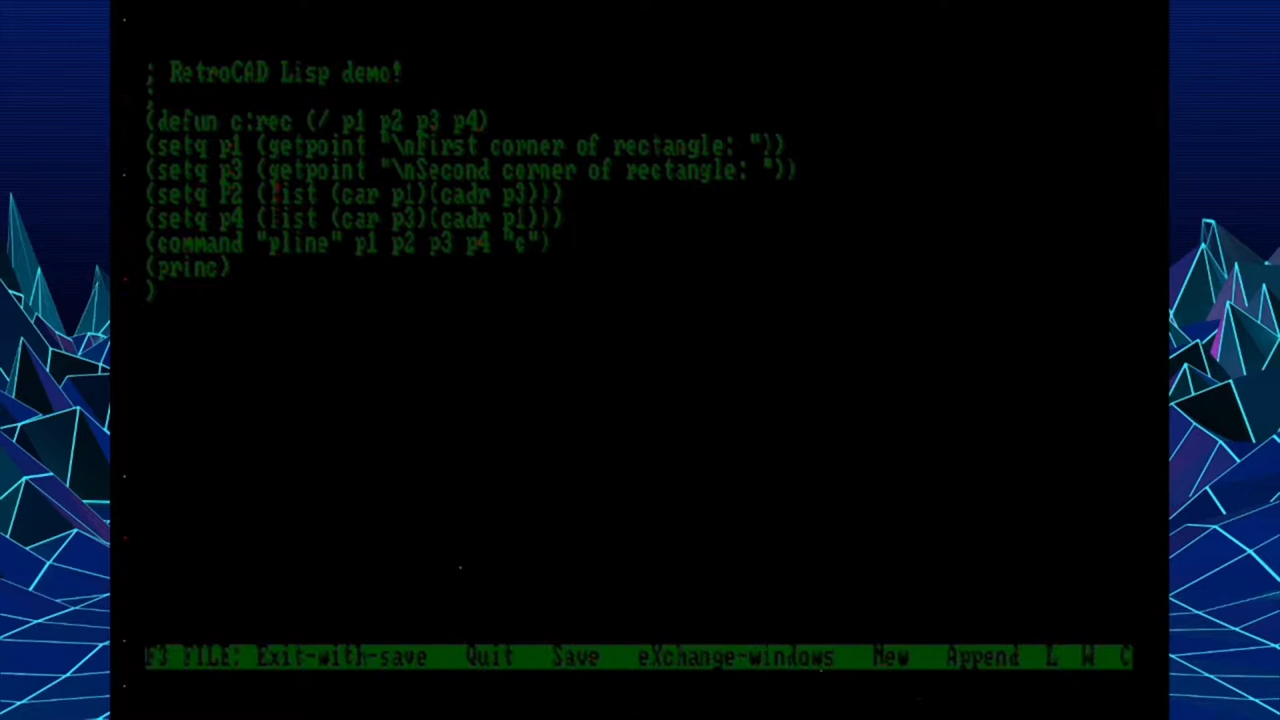 ; RetroCAD Lisp demo!
;
(defun c:rec (/ p1 p2 p3 p4)
(setq p1 (getpoint "\nFirst corner of rectangle: "))
(setq p3 (getpoint "\nSecond corner of rectangle: "))
(setq P2 (list (car p1)(cadr p3)))
(setq p4 (list (car p3)(cadr p1)))
(command "pline" p1 p2 p3 p4 "c")
(princ)
)
F3 FILE: Exit-with-save Quit Save eXchange-windows New Append L W C